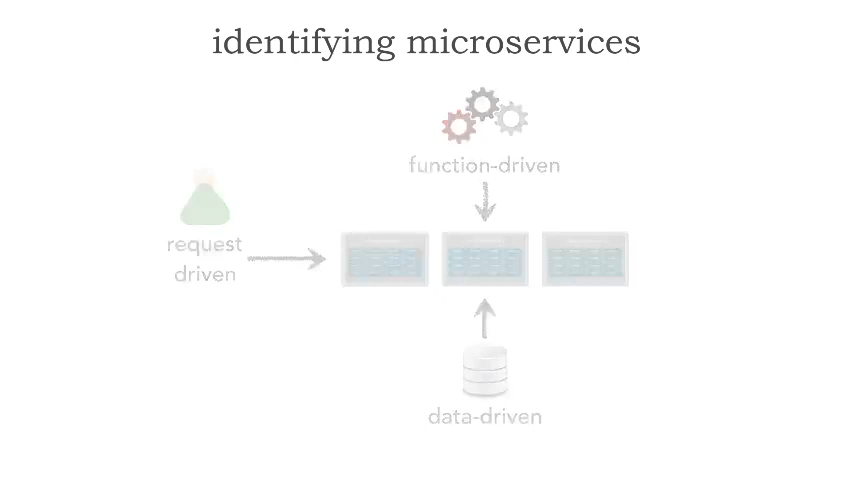 identifying microservices
function-driven
request
driven
data-driven